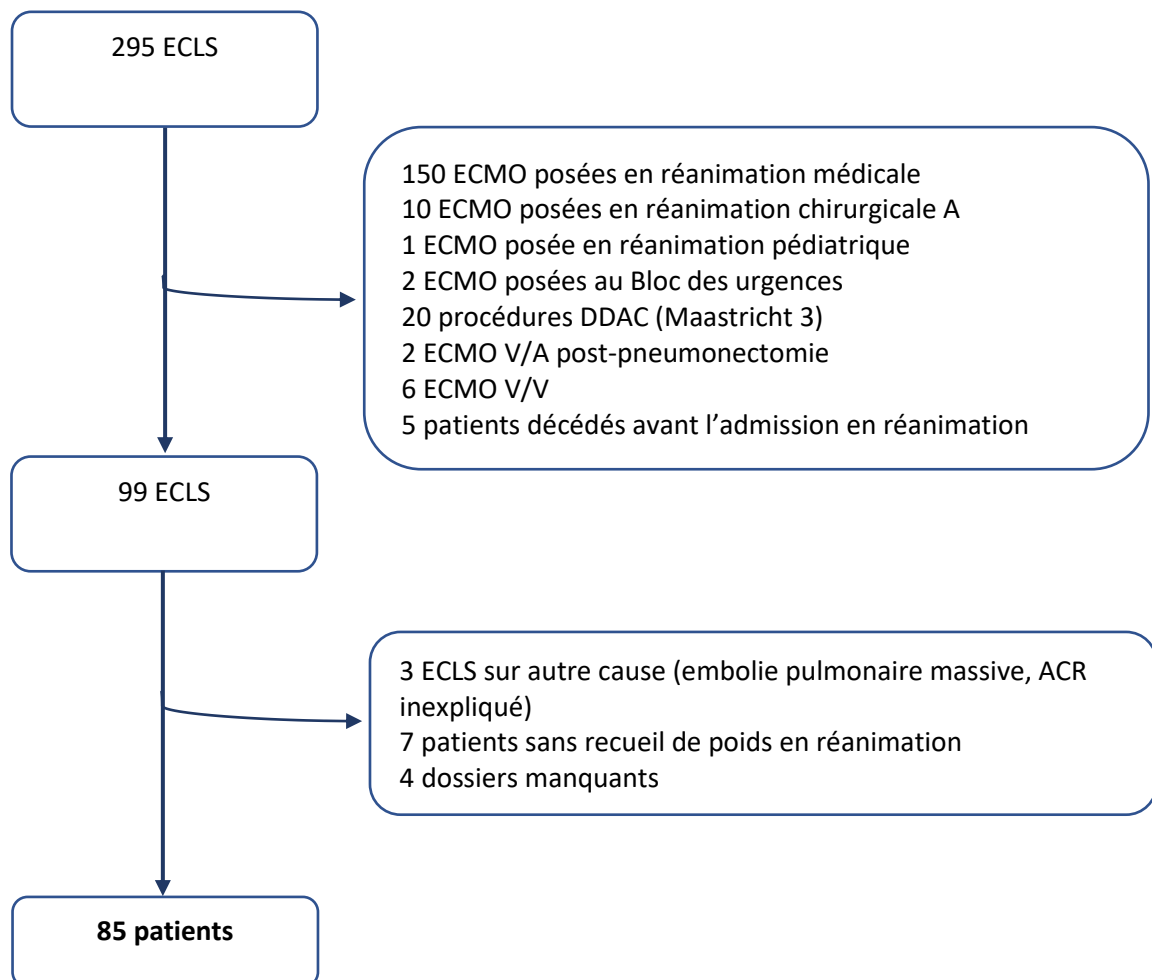 295 ECLS
150 ECMO posées en réanimation médicale
10 ECMO posées en réanimation chirurgicale A
1 ECMO posée en réanimation pédiatrique
2 ECMO posées au Bloc des urgences
20 procédures DDAC (Maastricht 3)
2 ECMO V/A post-pneumonectomie
6 ECMO V/V
5 patients décédés avant l’admission en réanimation
99 ECLS
3 ECLS sur autre cause (embolie pulmonaire massive, ACR
inexpliqué)
7 patients sans recueil de poids en réanimation
4 dossiers manquants
85 patients